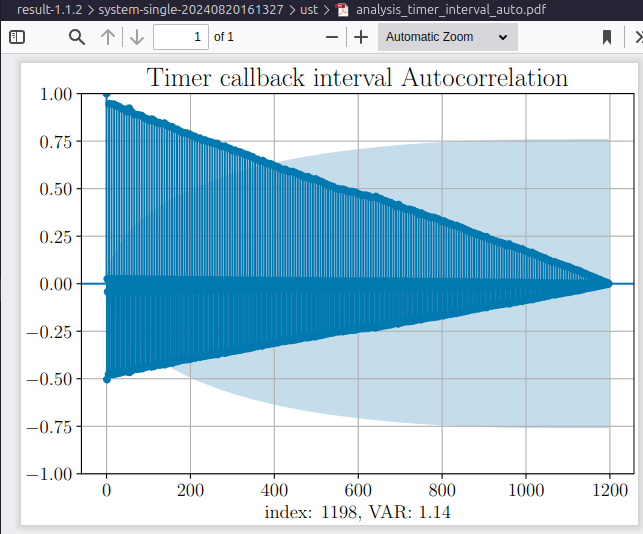 result-1.1.2 › system-single-20240820161327 › ust › analysis_timer_interval_auto.pdf
1 of 1 Automatic Zoom
Timer callback interval Autocorrelation
1.00
0.75
0.50
0.25
0.00
−0.25
−0.50
−0.75
−1.00
0 200 400 600 800 1000 1200
index: 1198, VAR: 1.14